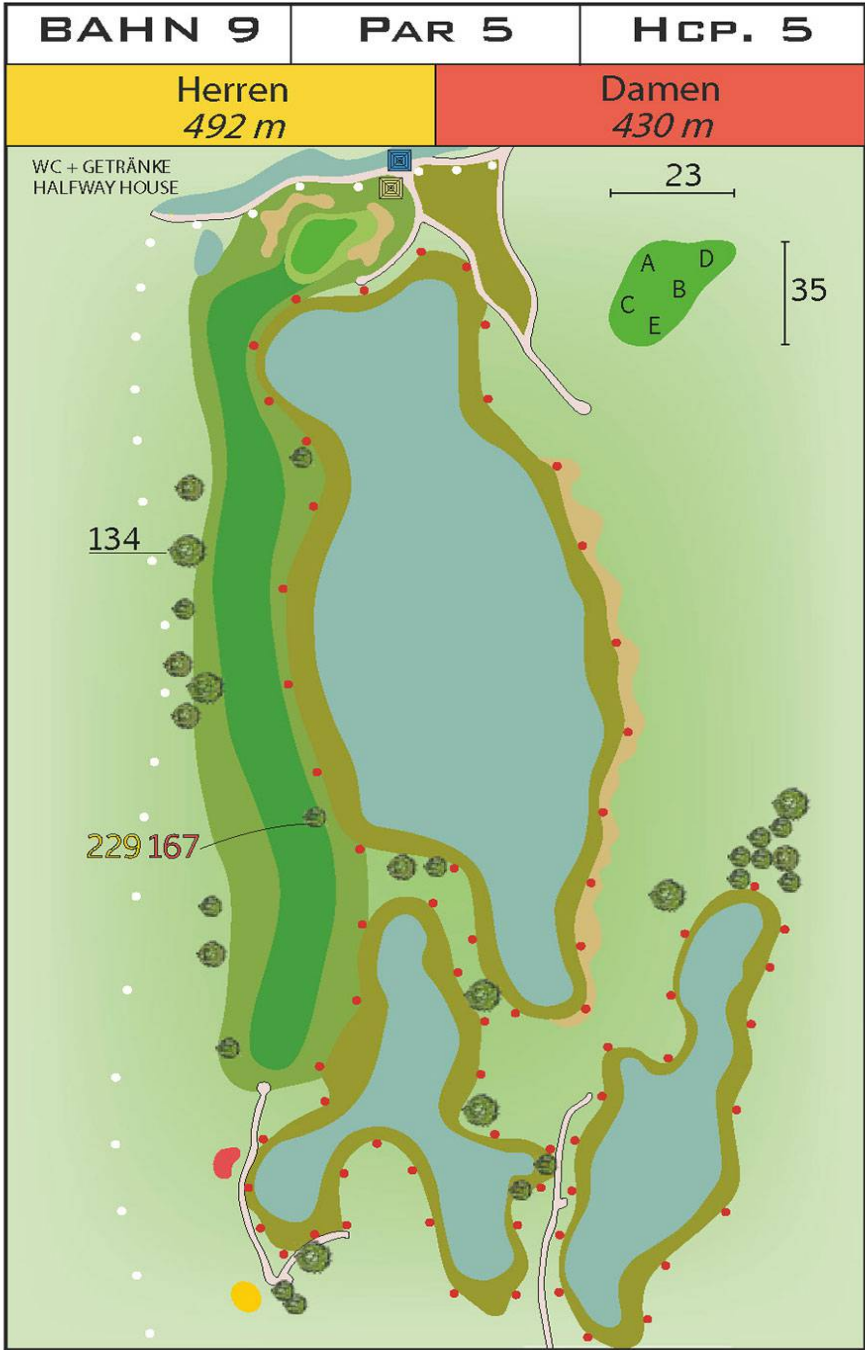 BAHN 9
PAR 5
HCP. 5
Herren
492 m
Damen
430 m
WC + GETRÄNKE
HALFWAY HOUSE
23
A
D
B
C
E
35
134
229 167